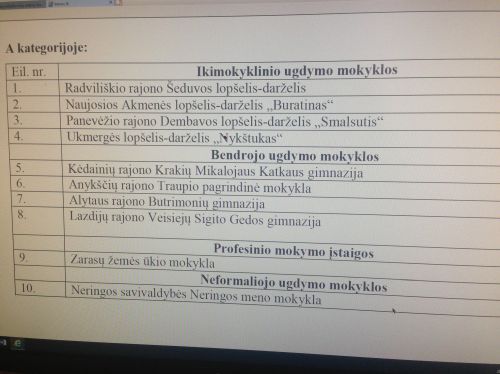 A kategorijoje:
Eil. nr. Ikimokyklinio ugdymo mokyklos
1. Radviliškio rajono Šeduvos lopšelis-darželis
2. Naujosios Akmenės lopšelis-darželis „Buratinas“
3. Panevėžio rajono Dembavos lopšelis-darželis „Smalsutis“
4. Ukmergės lopšelis-darželis „Nykštukas“
Bendrojo ugdymo mokyklos
5. Kėdainių rajono Krakių Mikalojaus Katkaus gimnazija
6. Anykščių rajono Traupio pagrindinė mokykla
7. Alytaus rajono Butrimonių gimnazija
8. Lazdijų rajono Veisiejų Sigito Gedos gimnazija
Profesinio mokymo įstaigos
9. Zarasų žemės ūkio mokykla
Neformaliojo ugdymo mokyklos
10. Neringos savivaldybės Neringos meno mokykla